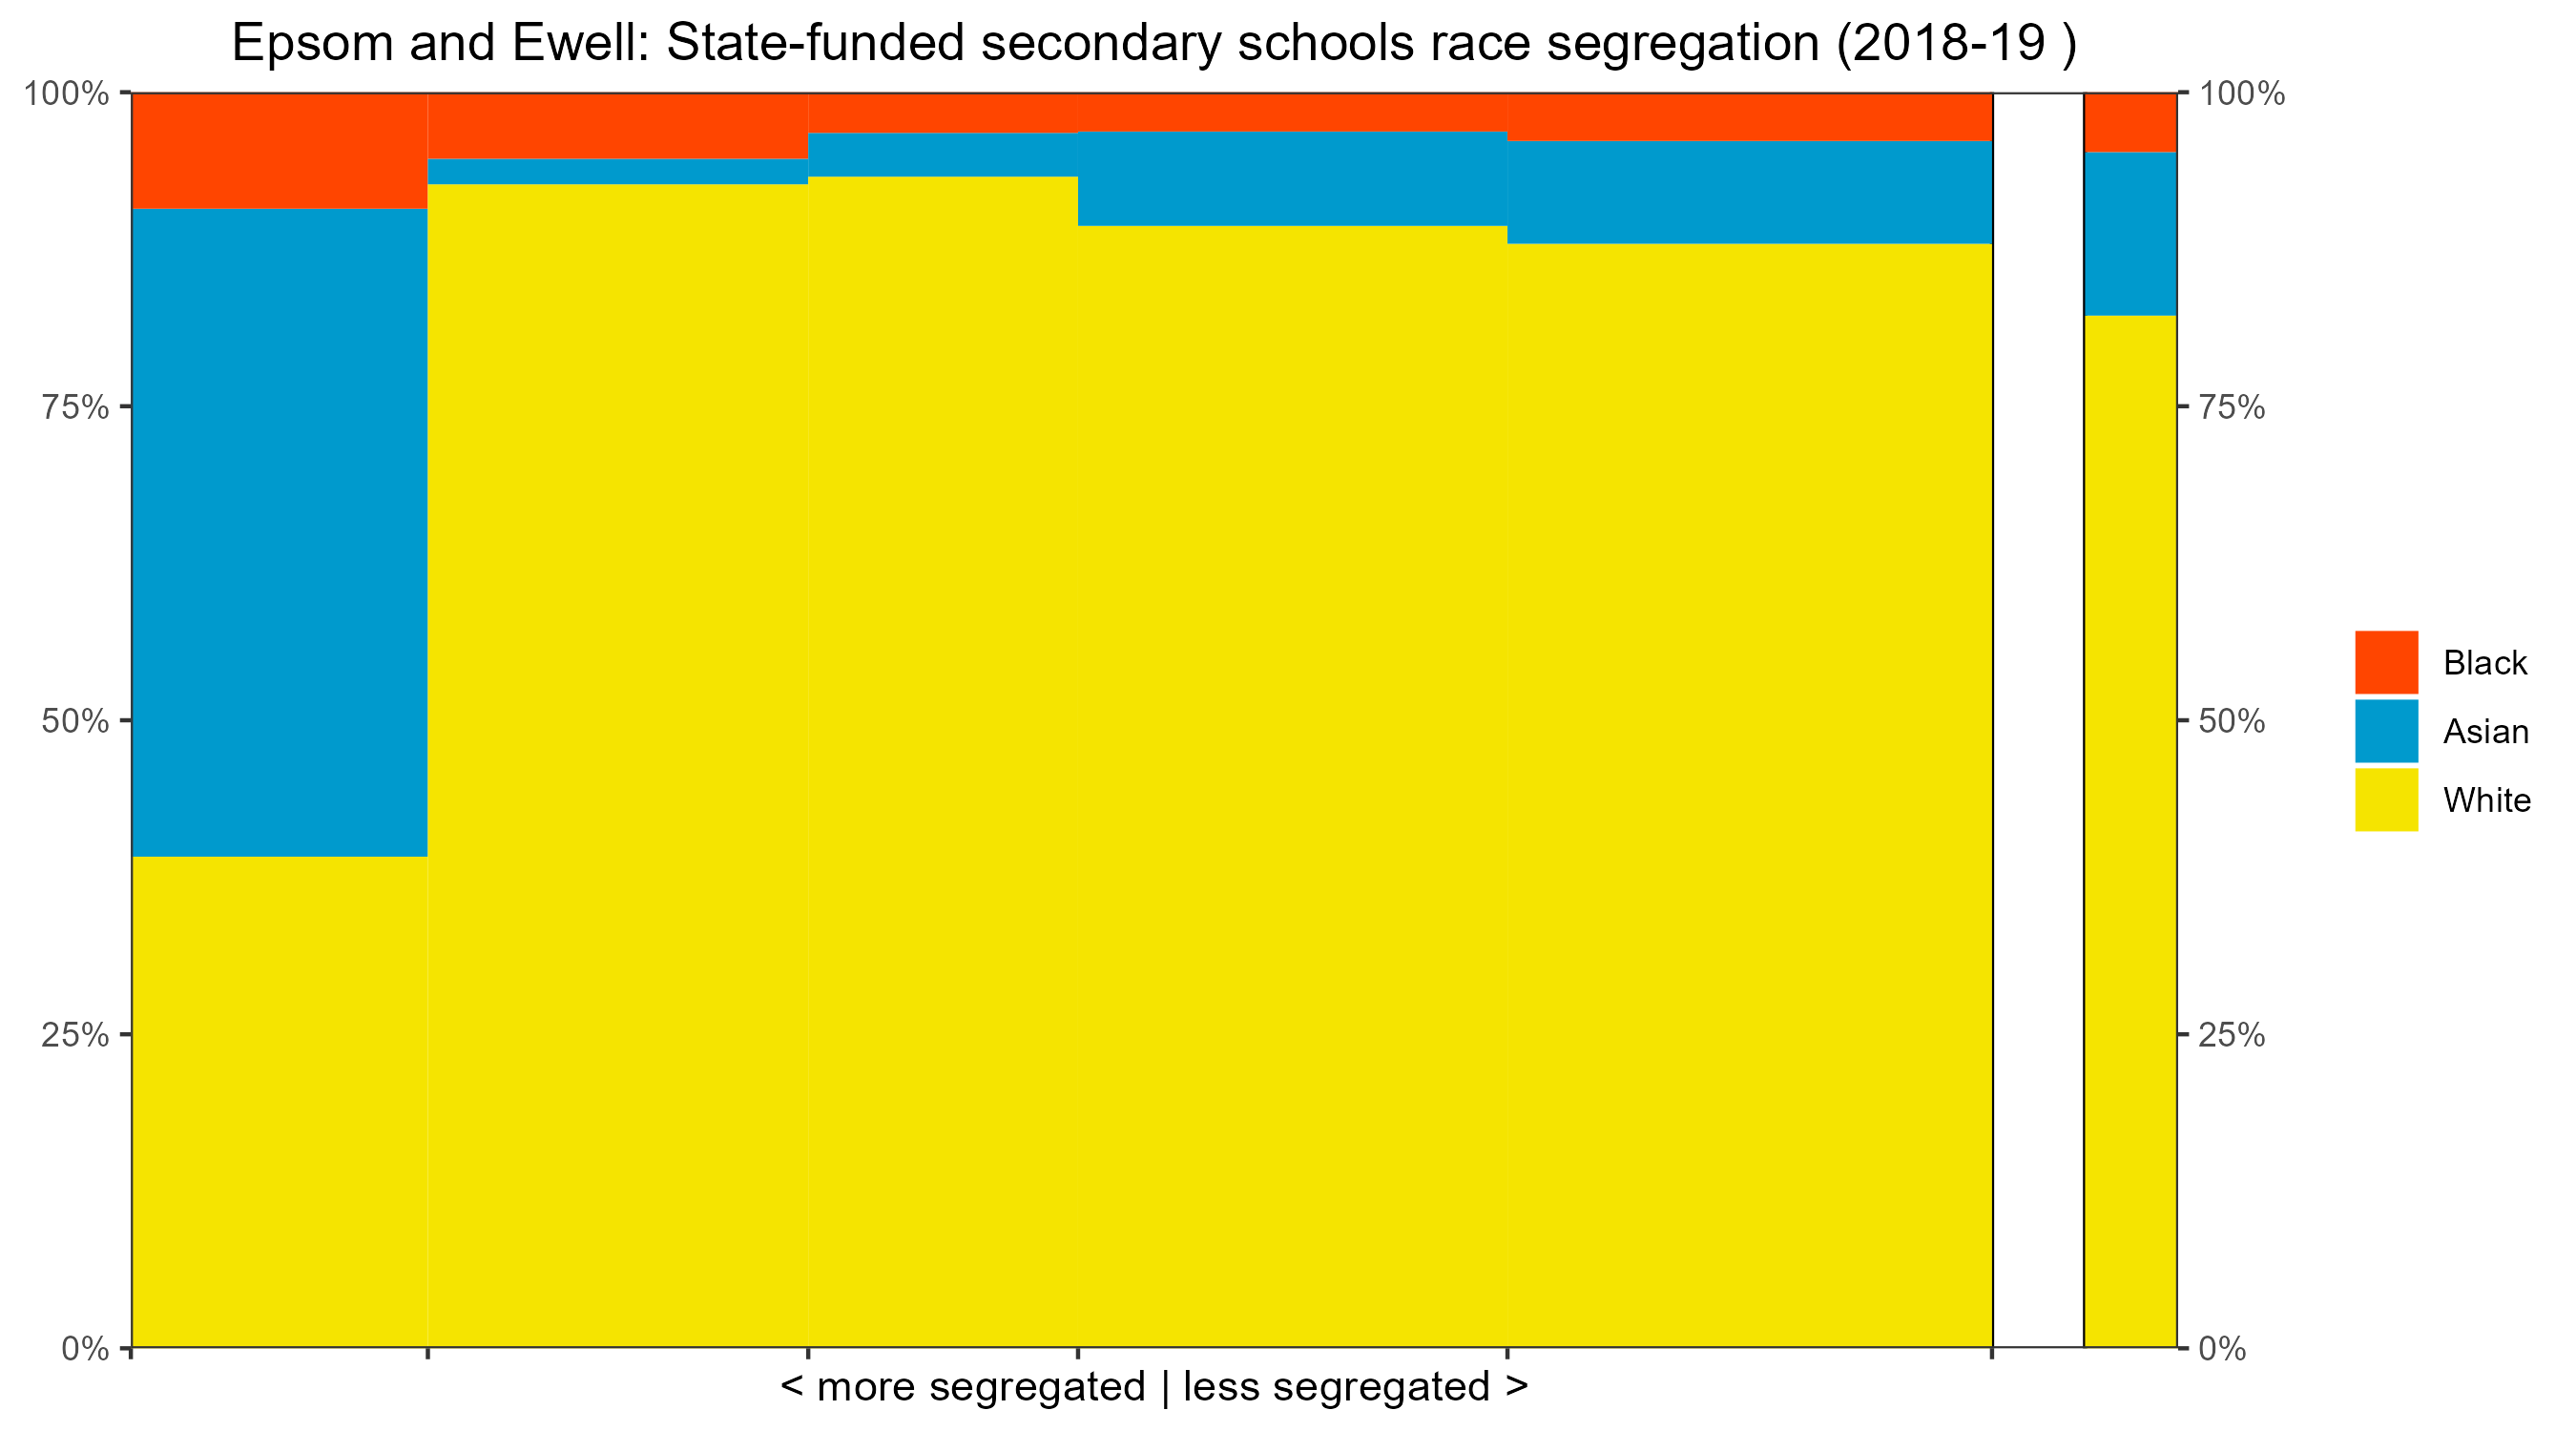 Epsom and Ewell: State-funded secondary schools race segregation (2018-19 )
100%
75%
50%
25%
0%
100%
75%
50%
25%
0%
Black
Asian
White
< more segregated | less segregated >